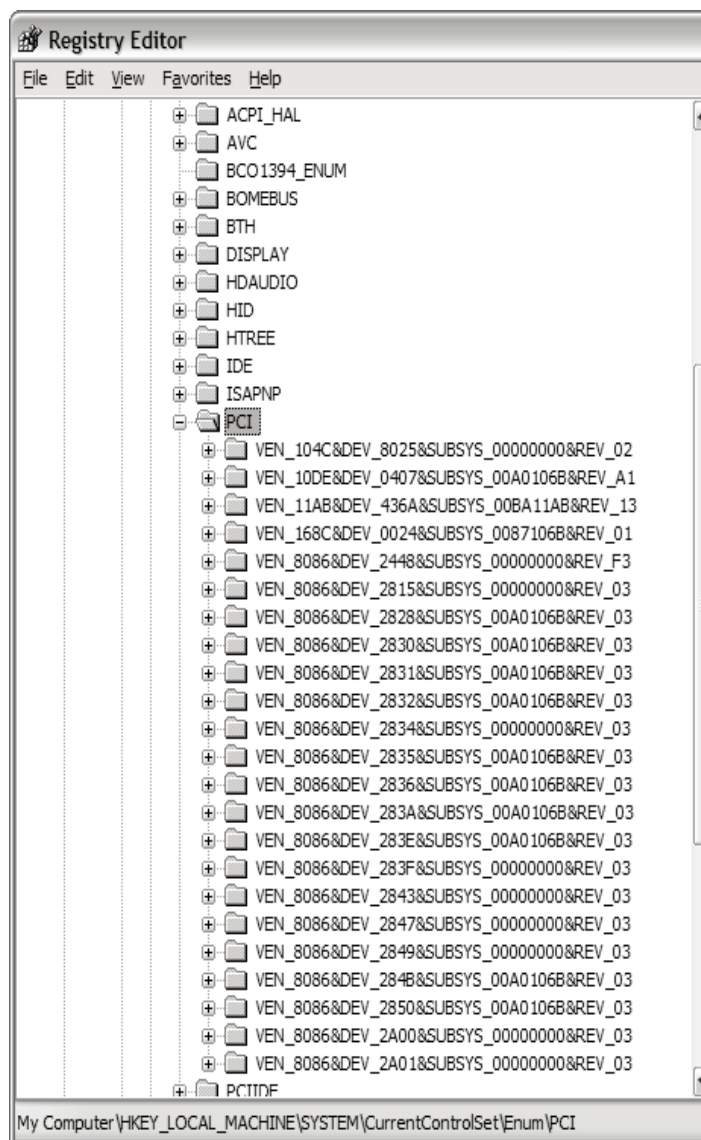 Registry Editor
File Edit View Favorites Help
ACPI_HAL
AVC
BCO1394_ENUM
BOMEBUS
BTH
DISPLAY
HDAUDIO
HID
HTREE
IDE
ISAPNP
PCI
VEN_104C&DEV_8025&SUBSYS_00000000&REV_02
VEN_10DE&DEV_0407&SUBSYS_00A0106B&REV_A1
VEN_11AB&DEV_436A&SUBSYS_00BA11AB&REV_13
VEN_168C&DEV_0024&SUBSYS_0087106B&REV_01
VEN_8086&DEV_2448&SUBSYS_00000000&REV_F3
VEN_8086&DEV_2815&SUBSYS_00000000&REV_03
VEN_8086&DEV_2828&SUBSYS_00A0106B&REV_03
VEN_8086&DEV_2830&SUBSYS_00A0106B&REV_03
VEN_8086&DEV_2831&SUBSYS_00A0106B&REV_03
VEN_8086&DEV_2832&SUBSYS_00A0106B&REV_03
VEN_8086&DEV_2834&SUBSYS_00000000&REV_03
VEN_8086&DEV_2835&SUBSYS_00A0106B&REV_03
VEN_8086&DEV_2836&SUBSYS_00A0106B&REV_03
VEN_8086&DEV_283A&SUBSYS_00A0106B&REV_03
VEN_8086&DEV_283E&SUBSYS_00A0106B&REV_03
VEN_8086&DEV_283F&SUBSYS_00000000&REV_03
VEN_8086&DEV_2843&SUBSYS_00000000&REV_03
VEN_8086&DEV_2847&SUBSYS_00000000&REV_03
VEN_8086&DEV_2849&SUBSYS_00000000&REV_03
VEN_8086&DEV_284B&SUBSYS_00A0106B&REV_03
VEN_8086&DEV_2850&SUBSYS_00A0106B&REV_03
VEN_8086&DEV_2A00&SUBSYS_00000000&REV_03
VEN_8086&DEV_2A01&SUBSYS_00000000&REV_03
PCIIDE
My Computer\HKEY_LOCAL_MACHINE\SYSTEM\CurrentControlSet\Enum\PCI